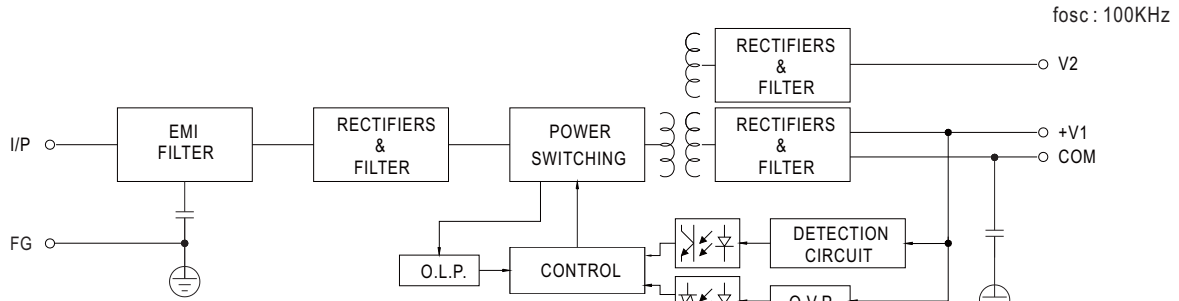 fosc : 100KHz
RECTIFIERS
&
FILTER
V2
I/P
EMI
FILTER
RECTIFIERS
&
FILTER
POWER
SWITCHING
RECTIFIERS
&
FILTER
+V1
COM
FG
O.L.P.
CONTROL
DETECTION
CIRCUIT
O.V.P.